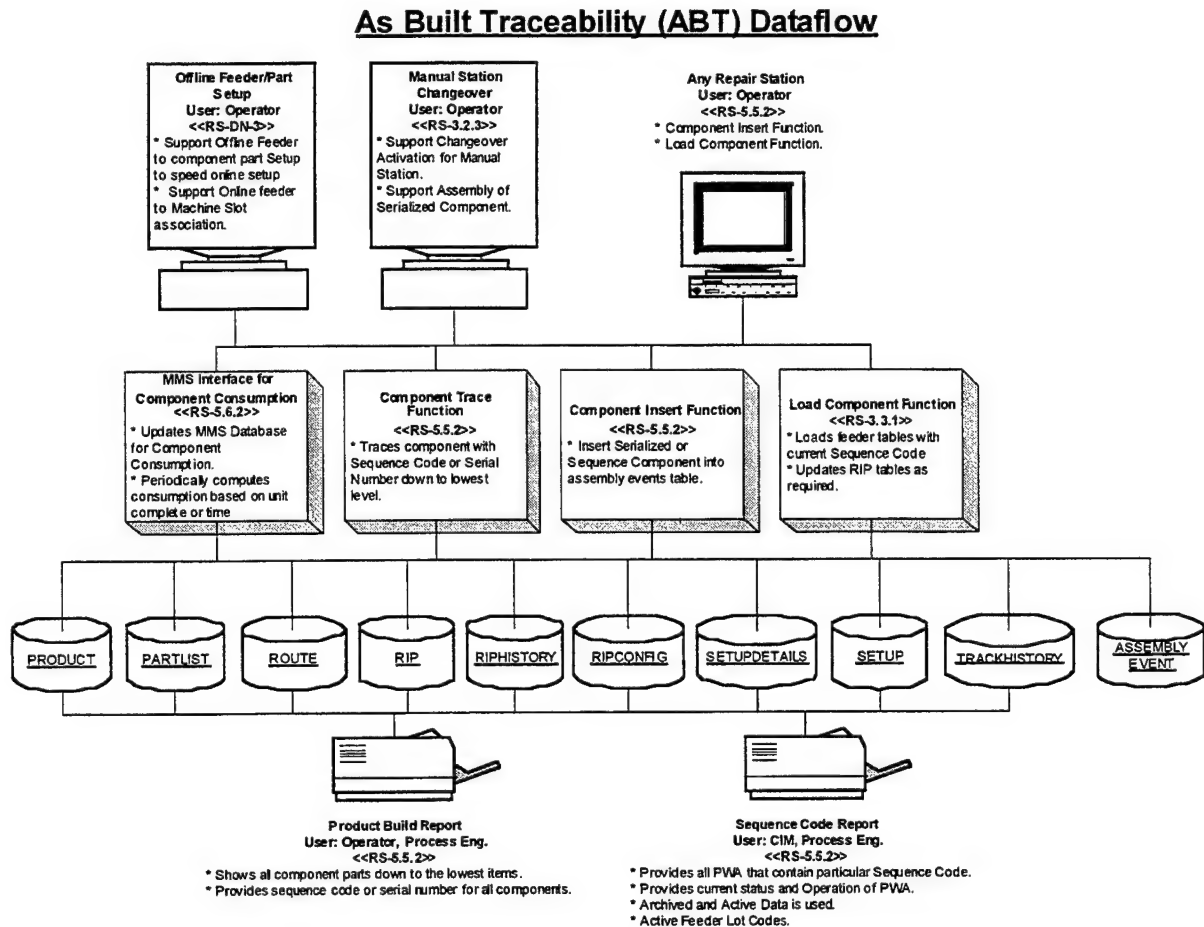 As Built Traceability (ABT) Dataflow
Offline Feeder/Part
Setup
User: Operator
<<RS-DN-3>>
* Support Offline Feeder
to component part Setup
to speed online setup
* Support Online feeder
to Machine Slot
association.
Manual Station
Changeover
User: Operator
<<RS-3.2.3>>
* Support Changeover
Activation for Manual
Station.
* Support Assembly of
Serialized Component.
Any Repair Station
User: Operator
<<RS-5.5.2>>
* Component Insert Function.
* Load Component Function.
MMS Interface for
Component Consumption
<<RS-5.6.2>>
* Updates MMS Database
for Component
Consumption.
* Periodically computes
consumption based on unit
complete or time
Component Trace
Function
<<RS-5.5.2>>
* Traces component with
Sequence Code or Serial
Number down to lowest
level.
Component Insert Function
<<RS-5.5.2>>
* Insert Serialized or
Sequence Component into
assembly events table.
Load Component Function
<<RS-3.3.1>>
* Loads feeder tables with
current Sequence Code
* Updates RIP tables as
required.
PRODUCT
PARTLIST
ROUTE
RIP
RIPHISTORY
RIPCONFIG
SETUPDETAILS
SETUP
TRACKHISTORY
ASSEMBLY
EVENT
Product Build Report
User: Operator, Process Eng.
<<RS-5.5.2>>
* Shows all component parts down to the lowest items.
* Provides sequence code or serial number for all components.
Sequence Code Report
User: CIM, Process Eng.
<<RS-5.5.2>>
* Provides all PWA that contain particular Sequence Code.
* Provides current status and Operation of PWA.
* Archived and Active Data is used.
* Active Feeder Lot Codes.